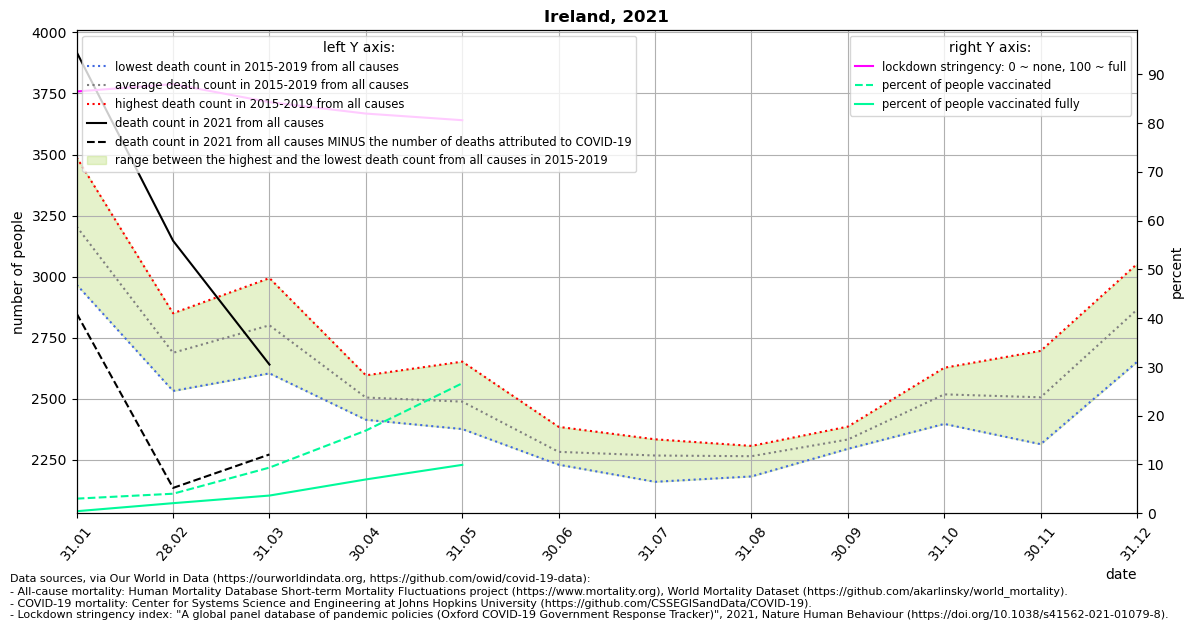 Ireland, 2021
left Y axis:
lowest death count in 2015-2019 from all causes
average death count in 2015-2019 from all causes
highest death count in 2015-2019 from all causes
death count in 2021 from all causes
death count in 2021 from all causes MINUS the number of deaths attributed to COVID-19
range between the highest and the lowest death count from all causes in 2015-2019
right Y axis:
lockdown stringency: 0 ~ none, 100 ~ full
percent of people vaccinated
percent of people vaccinated fully
number of people
4000
3750
3500
3250
3000
2750
2500
2250
percent
90
80
70
60
50
40
30
20
10
0
31.01
28.02
31.03
30.04
31.05
30.06
31.07
31.08
30.09
31.10
30.11
31.12
date
Data sources, via Our World in Data (https://ourworldindata.org, https://github.com/owid/covid-19-data):
- All-cause mortality: Human Mortality Database Short-term Mortality Fluctuations project (https://www.mortality.org), World Mortality Dataset (https://github.com/akarlinsky/world_mortality).
- COVID-19 mortality: Center for Systems Science and Engineering at Johns Hopkins University (https://github.com/CSSEGISandData/COVID-19).
- Lockdown stringency index: "A global panel database of pandemic policies (Oxford COVID-19 Government Response Tracker)", 2021, Nature Human Behaviour (https://doi.org/10.1038/s41562-021-01079-8).